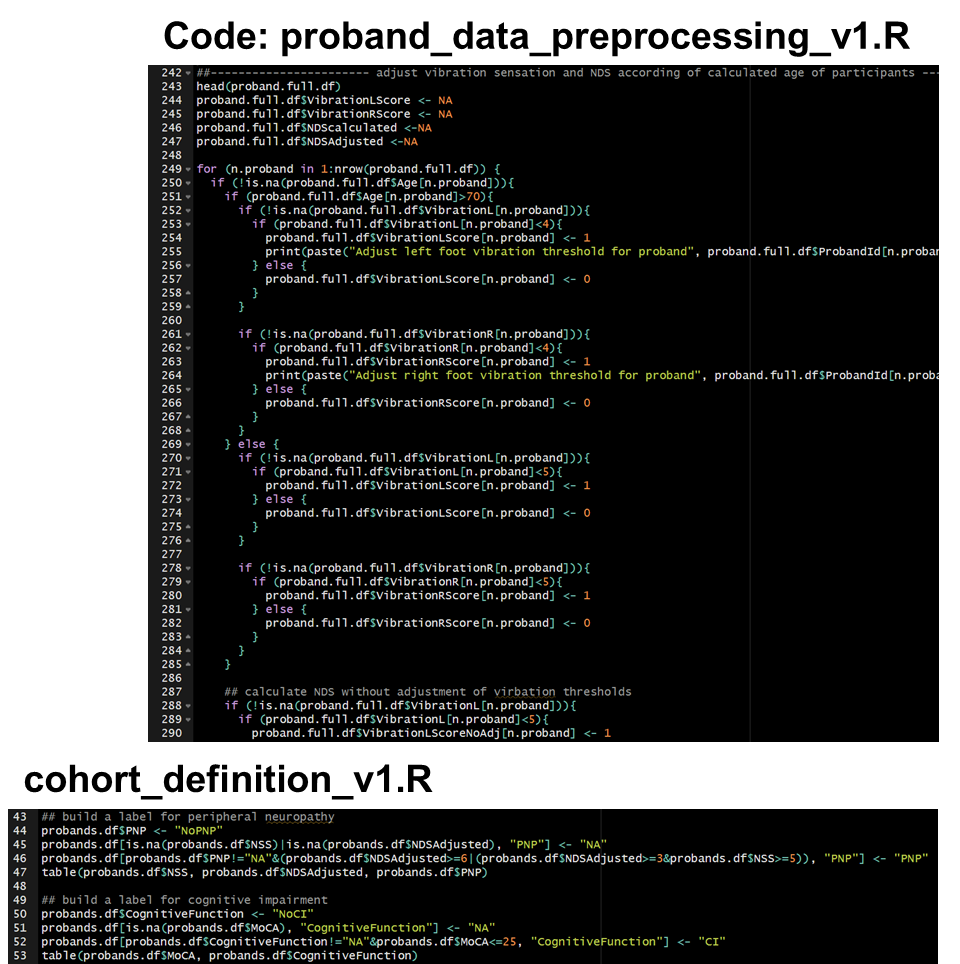 Code: proband_data_preprocessing_v1.R
242 ##----------------------- adjust vibration sensation and NDS according of calculated age of participants ---
243 head(proband.full.df)
244 proband.full.df$VibrationLScore <- NA
245 proband.full.df$VibrationRScore <- NA
246 proband.full.df$NDScalculated <-NA
247 proband.full.df$NDSAdjusted <-NA
248
249 for (n.proband in 1:nrow(proband.full.df)) {
250 if (!is.na(proband.full.df$Age[n.proband])){
251 if (proband.full.df$Age[n.proband]>70){
252 if (!is.na(proband.full.df$VibrationL[n.proband])){
253 if (proband.full.df$VibrationL[n.proband]<4){
254 proband.full.df$VibrationLScore[n.proband] <- 1
255 print(paste("Adjust left foot vibration threshold for proband", proband.full.df$ProbandId[n.proban
256 } else {
257 proband.full.df$VibrationLScore[n.proband] <- 0
258 }
259 }
260
261 if (!is.na(proband.full.df$VibrationR[n.proband])){
262 if (proband.full.df$VibrationR[n.proband]<4){
263 proband.full.df$VibrationRScore[n.proband] <- 1
264 print(paste("Adjust right foot vibration threshold for proband", proband.full.df$ProbandId[n.proba
265 } else {
266 proband.full.df$VibrationRScore[n.proband] <- 0
267 }
268 }
269 } else {
270 if (!is.na(proband.full.df$VibrationL[n.proband])){
271 if (proband.full.df$VibrationL[n.proband]<5){
272 proband.full.df$VibrationLScore[n.proband] <- 1
273 } else {
274 proband.full.df$VibrationLScore[n.proband] <- 0
275 }
276 }
277
278 if (!is.na(proband.full.df$VibrationR[n.proband])){
279 if (proband.full.df$VibrationR[n.proband]<5){
280 proband.full.df$VibrationRScore[n.proband] <- 1
281 } else {
282 proband.full.df$VibrationRScore[n.proband] <- 0
283 }
284 }
285 }
286
287 ## calculate NDS without adjustment of virbation thresholds
288 if (!is.na(proband.full.df$VibrationL[n.proband])){
289 if (proband.full.df$VibrationL[n.proband]<5){
290 proband.full.df$VibrationLScoreNoAdj[n.proband] <- 1
cohort_definition_v1.R
43 ## build a label for peripheral neuropathy
44 probands.df$PNP <- "NoPNP"
45 probands.df[is.na(probands.df$NSS)|is.na(probands.df$NDSAdjusted), "PNP"] <- "NA"
46 probands.df[probands.df$PNP!="NA"&(probands.df$NDSAdjusted>=6|(probands.df$NDSAdjusted>=3&probands.df$NSS>=5)), "PNP"] <- "PNP"
47 table(probands.df$NSS, probands.df$NDSAdjusted, probands.df$PNP)
48
49 ## build a label for cognitive impairment
50 probands.df$CognitiveFunction <- "NoCI"
51 probands.df[is.na(probands.df$MoCA), "CognitiveFunction"] <- "NA"
52 probands.df[probands.df$CognitiveFunction!="NA"&probands.df$MoCA<=25, "CognitiveFunction"] <- "CI"
53 table(probands.df$MoCA, probands.df$CognitiveFunction)